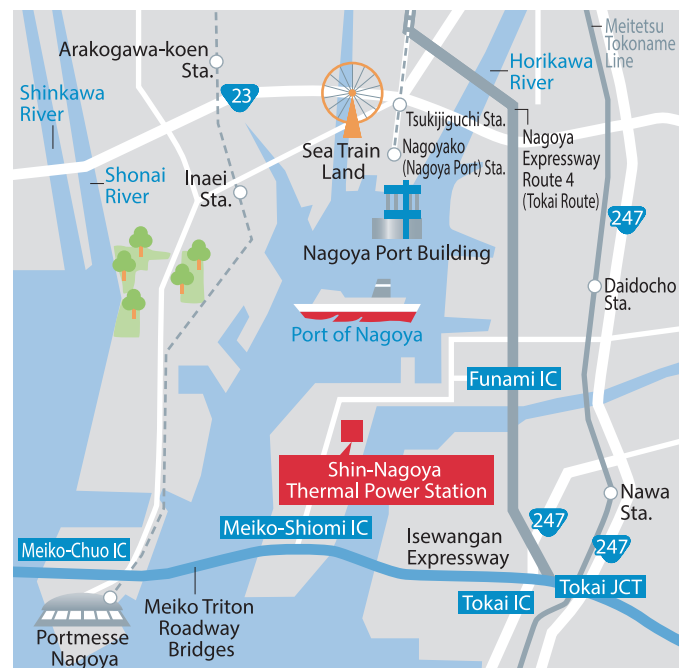 Meitetsu
Tokoname
Line
Arakogawa-koen
Sta.
Horikawa
River
Shinkawa
River
23
Tsukijiguchi Sta.
Nagoyako
(Nagoya Port) Sta.
Nagoya
Expressway
Route 4
(Tokai Route)
Sea Train
Land
Shonai
River
Inaei
Sta.
247
Nagoya Port Building
Daidocho
Sta.
Port of Nagoya
Funami IC
Shin-Nagoya
Thermal Power Station
Nawa
Sta.
247
Meiko-Shiomi IC
Isewangan
Expressway
247
Meiko-Chuo IC
Tokai JCT
Tokai IC
Meiko Triton
Roadway
Bridges
Portmesse
Nagoya